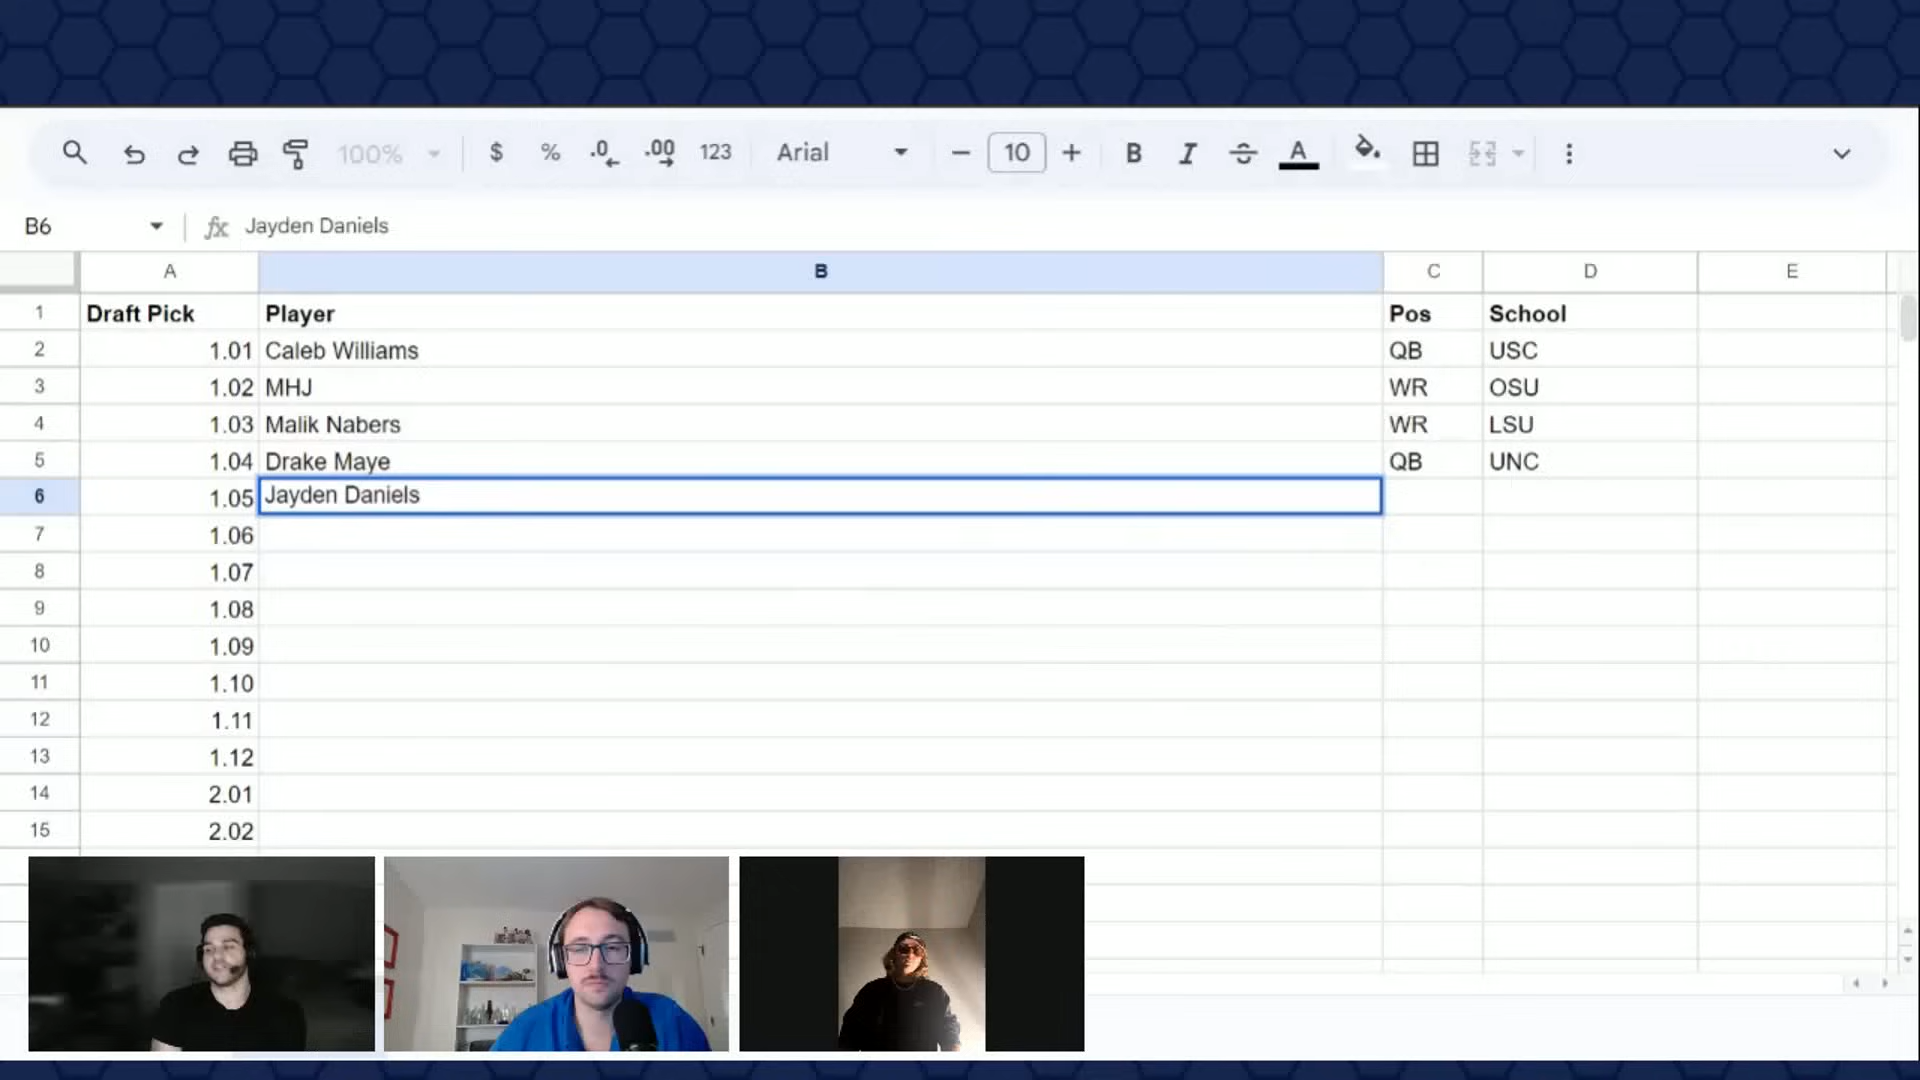 100% $ % .0 .00 123 Arial 10 B I A
B6 fx Jayden Daniels
A B C D E
1 Draft Pick Player Pos School
2 1.01 Caleb Williams QB USC
3 1.02 MHJ WR OSU
4 1.03 Malik Nabers WR LSU
5 1.04 Drake Maye QB UNC
6 1.05 Jayden Daniels
7 1.06
8 1.07
9 1.08
10 1.09
11 1.10
12 1.11
13 1.12
14 2.01
15 2.02